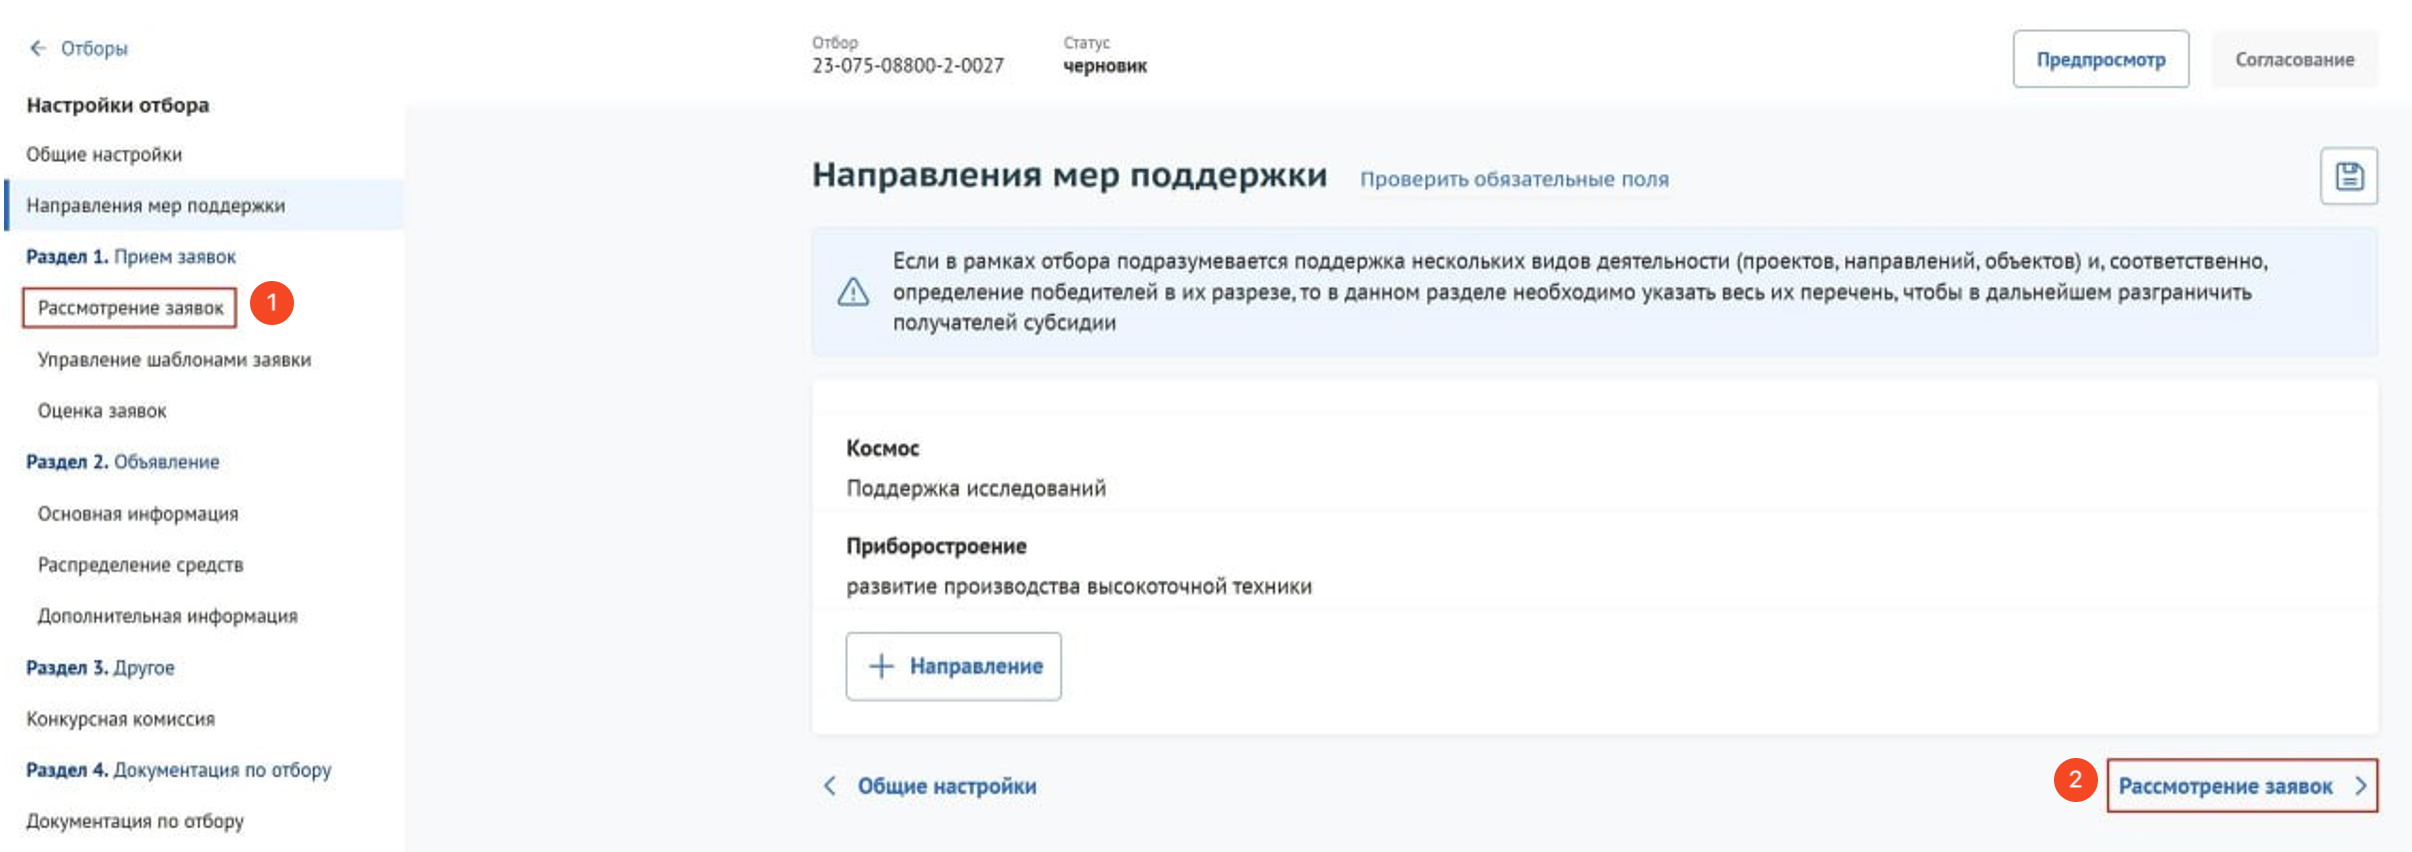 Отборы
Настройки отбора
Общие настройки
Направления мер поддержки
Раздел 1. Прием заявок
Рассмотрение заявок
1
Управление шаблонами заявки
Оценка заявок
Раздел 2. Объявление
Основная информация
Распределение средств
Дополнительная информация
Раздел 3. Другое
Конкурсная комиссия
Раздел 4. Документация по отбору
Документация по отбору
Отбор
23-075-08800-2-0027
Статус
черновик
Предпросмотр
Согласование
Направления мер поддержки
Проверить обязательные поля
Если в рамках отбора подразумевается поддержка нескольких видов деятельности (проектов, направлений, объектов) и, соответственно,
определение победителей в их разрезе, то в данном разделе необходимо указать весь их перечень, чтобы в дальнейшем разграничить
получателей субсидии
Космос
Поддержка исследований
Приборостроение
развитие производства высокоточной техники
Направление
Общие настройки
2
Рассмотрение заявок